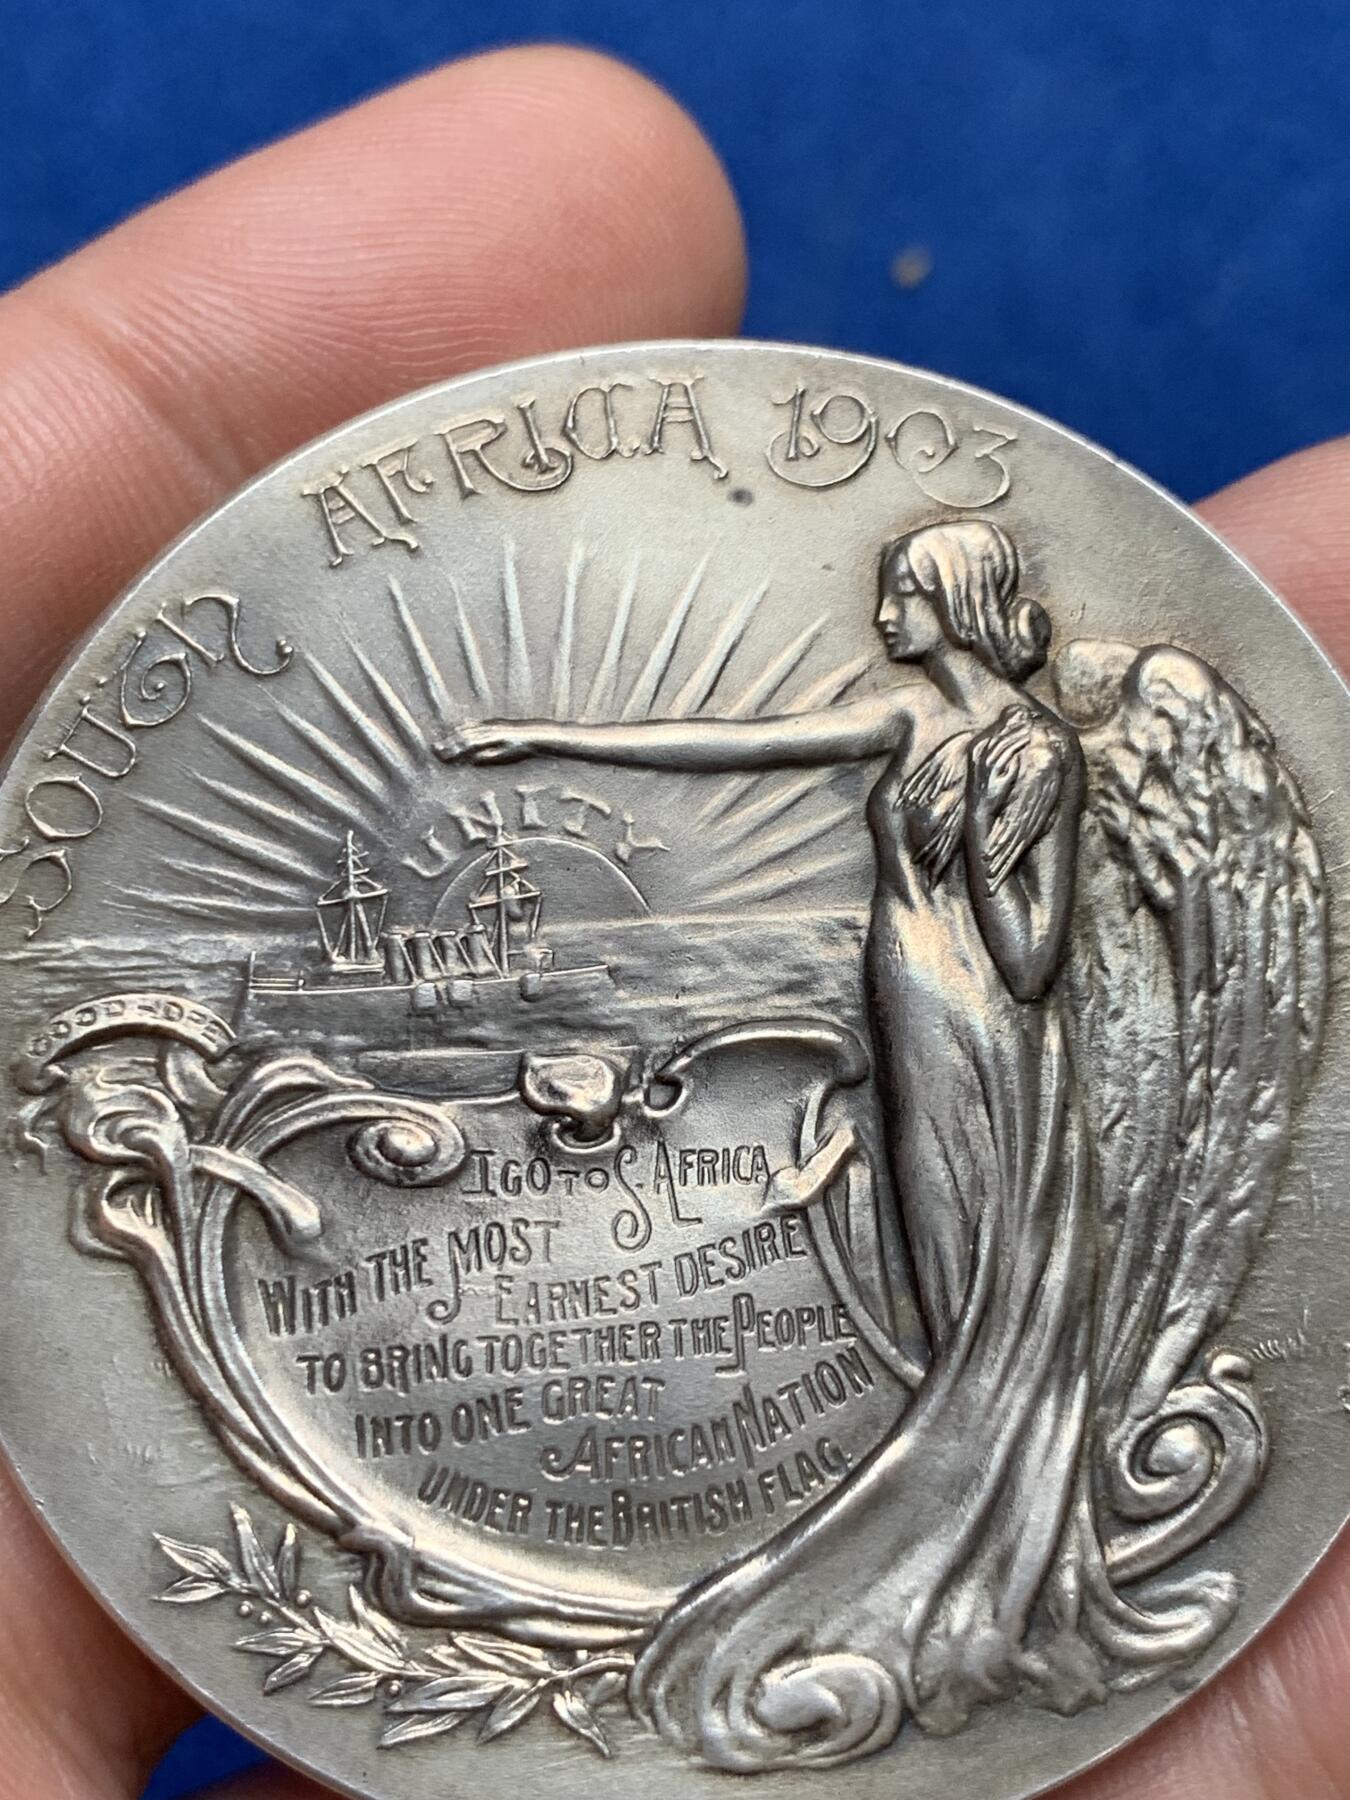 SOUTH AFRICA 1903
UNITY
GOOD HOPE
I GO TO S. AFRICA
WITH THE MOST
EARNEST DESIRE
TO BRING TOGETHER THE PEOPLE
INTO ONE GREAT
AFRICAN NATION
UNDER THE BRITISH FLAG.